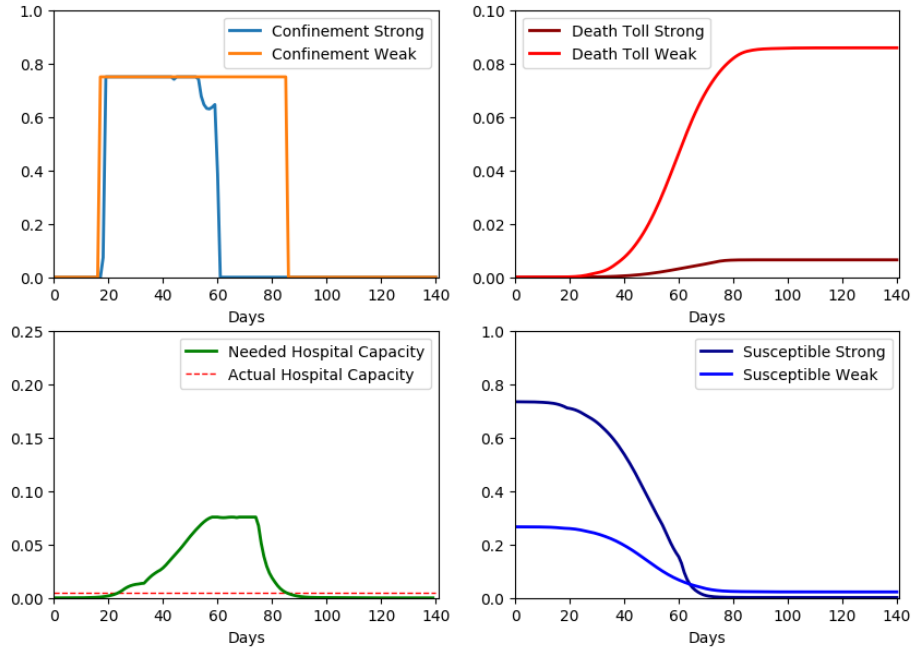 1.0
0.8
0.6
0.4
0.2
0.0
Confinement Strong
Confinement Weak
0 20 40 60 80 100 120 140
Days
0.10
0.08
0.06
0.04
0.02
0.00
Death Toll Strong
Death Toll Weak
0 20 40 60 80 100 120 140
Days
0.25
0.20
0.15
0.10
0.05
0.00
Needed Hospital Capacity
Actual Hospital Capacity
0 20 40 60 80 100 120 140
Days
1.0
0.8
0.6
0.4
0.2
0.0
Susceptible Strong
Susceptible Weak
0 20 40 60 80 100 120 140
Days